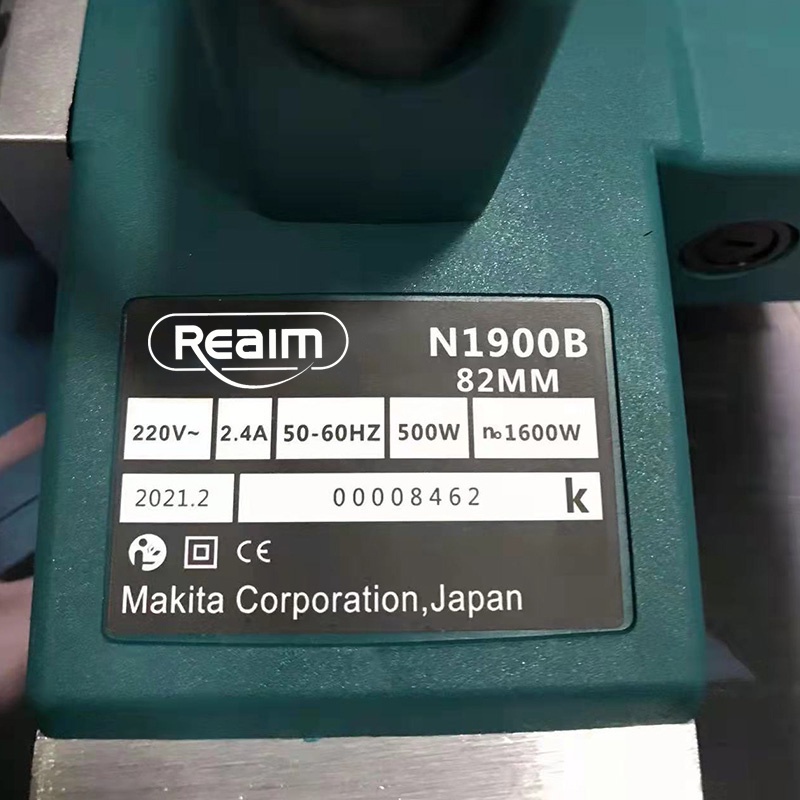 Reaim
N1900B
82MM
220V~ 2.4A 50-60HZ 500W no1600W
2021.2 00008462 k
CE
Makita Corporation,Japan